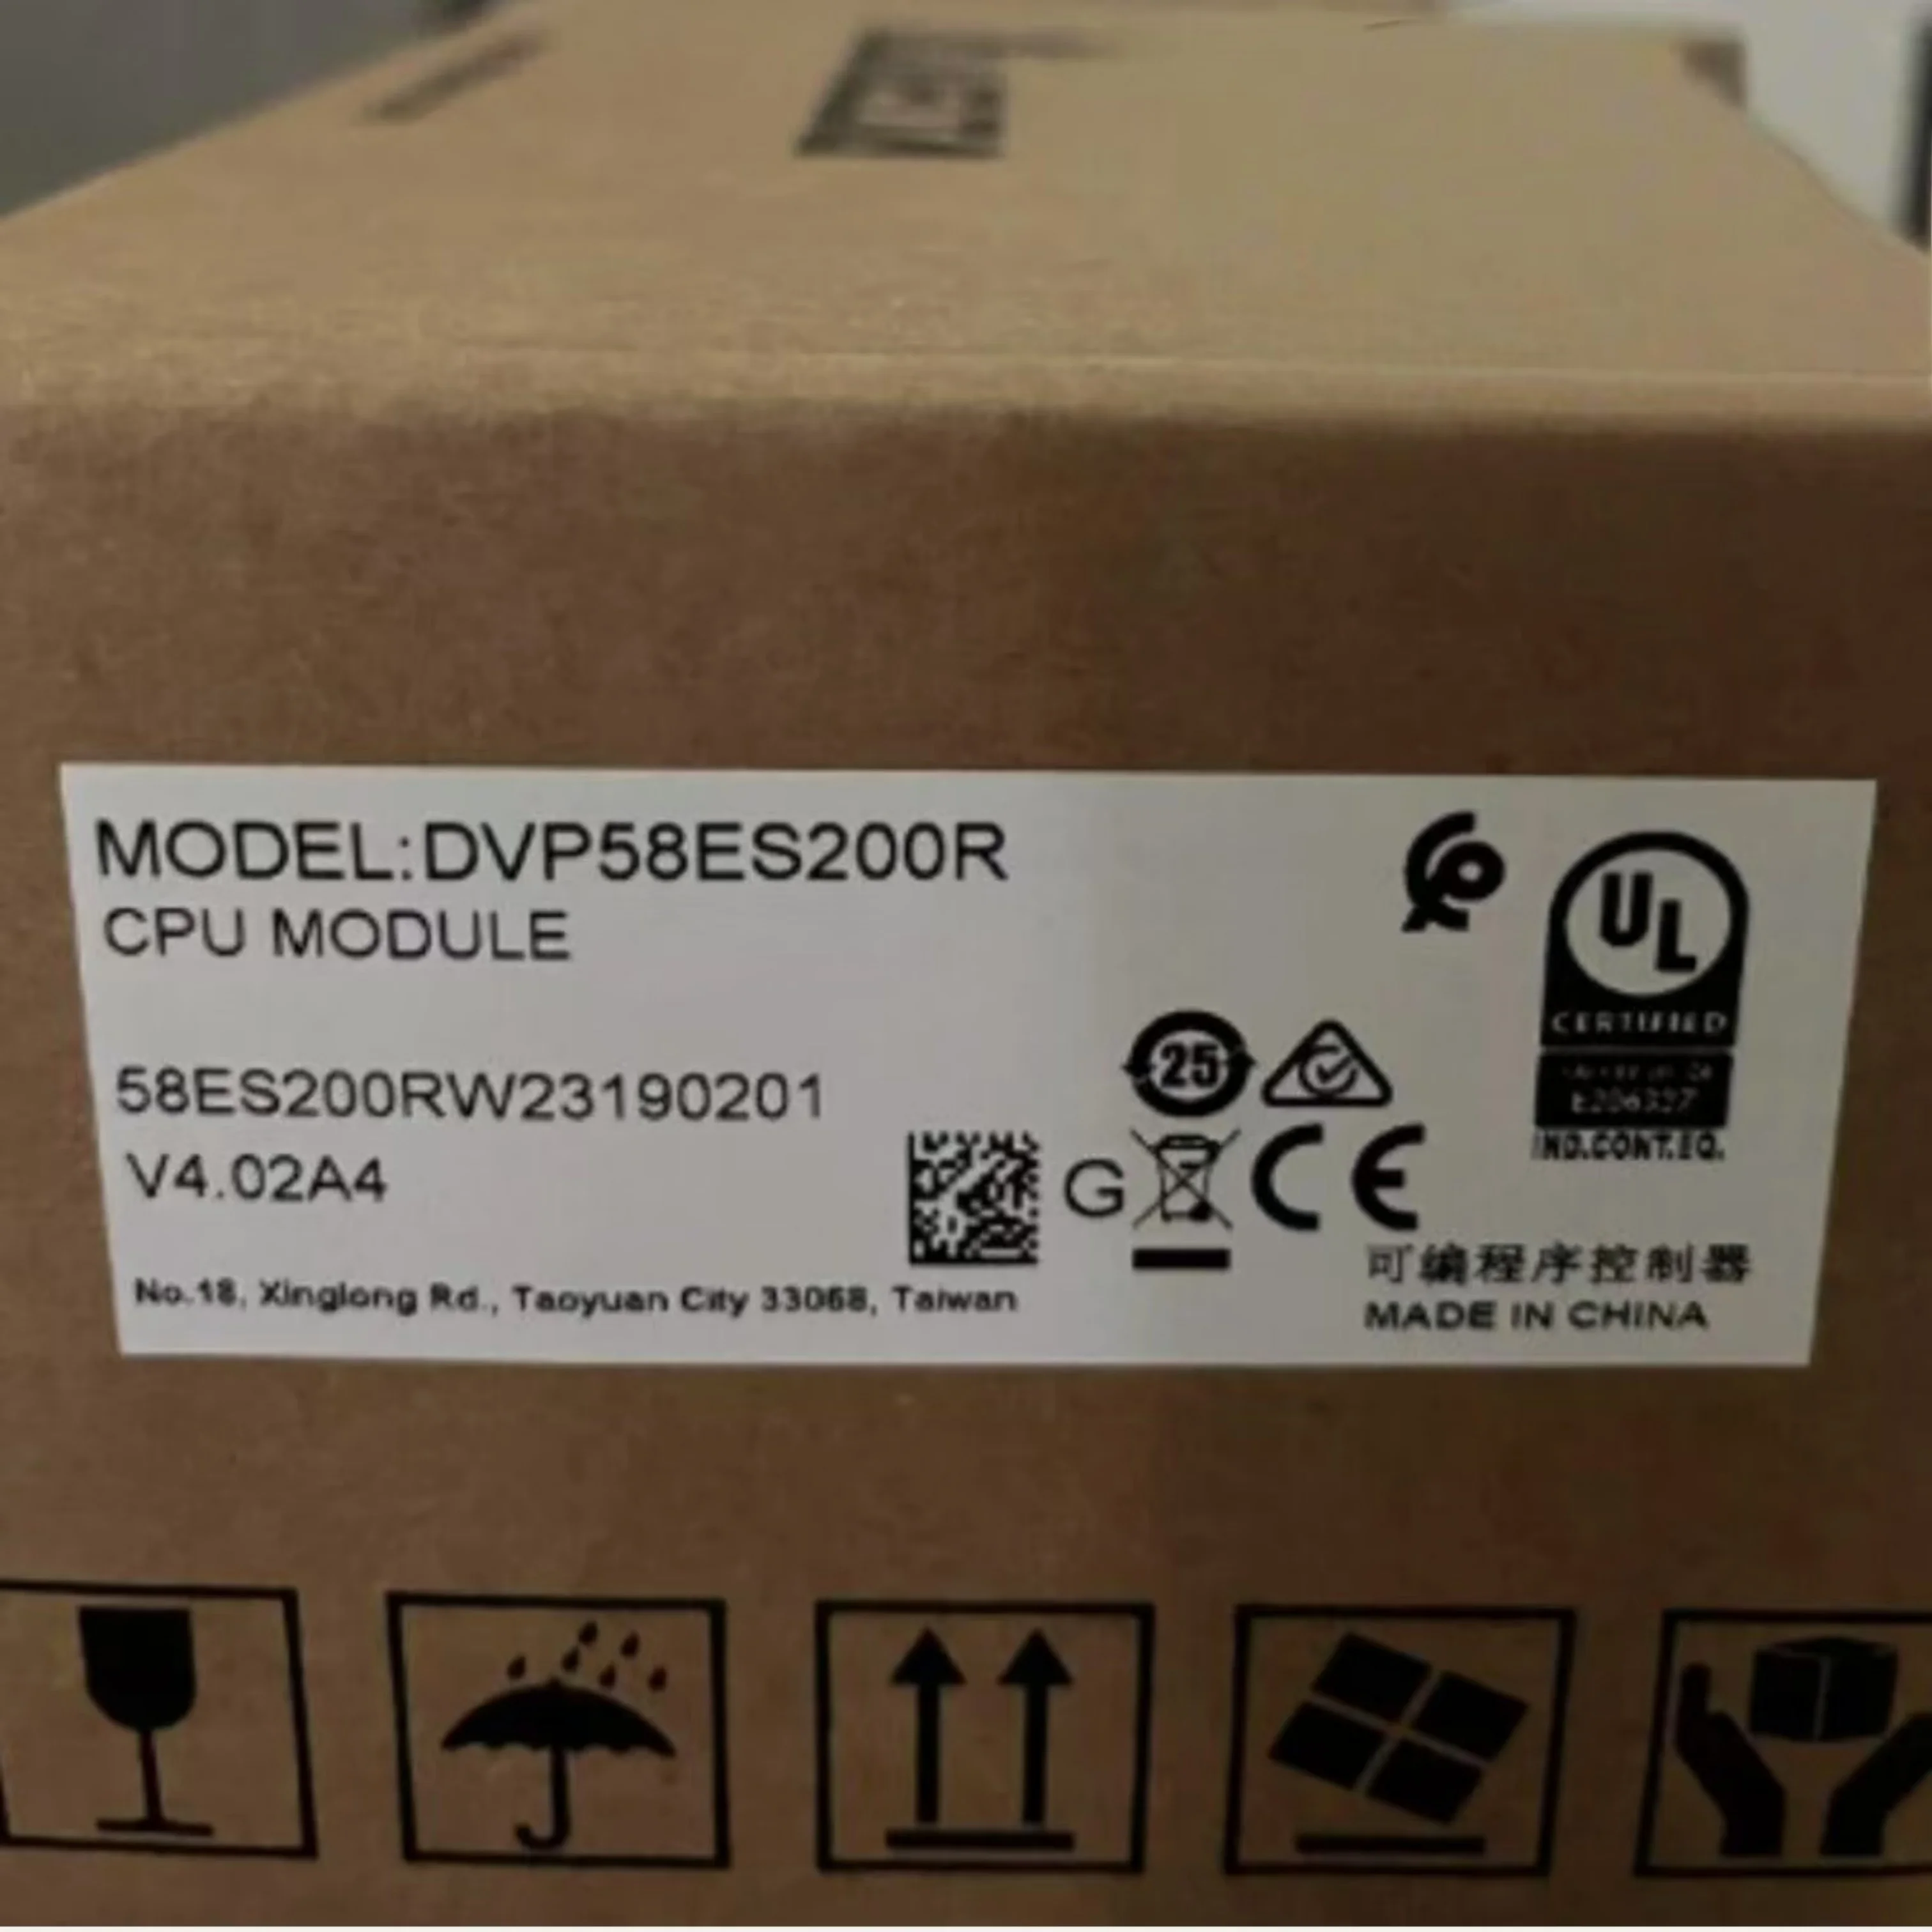 MODEL:DVP58ES200R
CPU MODULE
58ES200RW23190201
V4.02A4
No.18, Xinglong Rd., Taoyuan City 33068, Taiwan
25
G
CE
UL
CERTIFIED
IND.CONT.EQ.
可编程序控制器
MADE IN CHINA